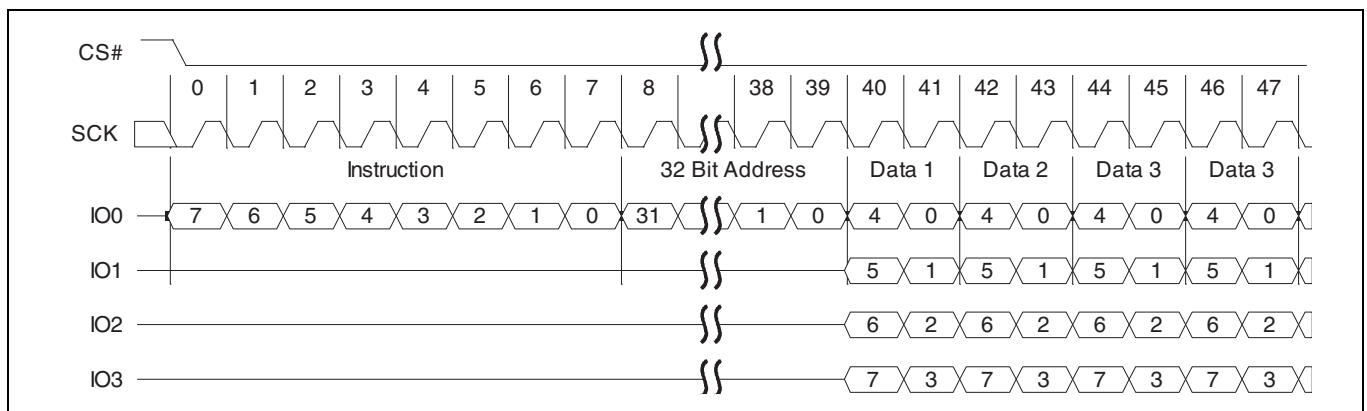 CS#
0 1 2 3 4 5 6 7 8 38 39 40 41 42 43 44 45 46 47
SCK
Instruction 32 Bit Address Data 1 Data 2 Data 3 Data 3
IO0 7 6 5 4 3 2 1 0 31 1 0 4 0 4 0 4 0 4 0
IO1 5 1 5 1 5 1 5 1
IO2 6 2 6 2 6 2 6 2
IO3 7 3 7 3 7 3 7 3